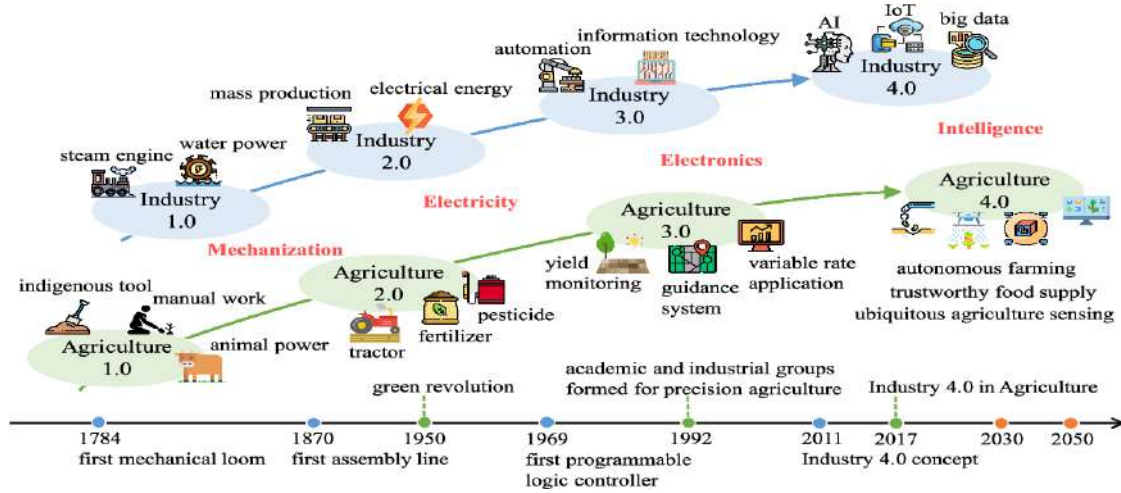 AI
IoT
big data
information technology
automation
Industry
4.0
Industry
3.0
mass production
electrical energy
Industry
2.0
Intelligence
steam engine
water power
Electronics
Industry
1.0
Electricity
Agriculture
4.0
Agriculture
3.0
Mechanization
yield
monitoring
guidance
system
variable rate
application
autonomous farming
trustworthy food supply
ubiquitous agriculture sensing
Agriculture
2.0
tractor
fertilizer
pesticide
indigenous tool
manual work
animal power
Agriculture
1.0
green revolution
academic and industrial groups
formed for precision agriculture
Industry 4.0 in Agriculture
1784
1870
1950
1969
1992
2011
2017
2030
2050
first mechanical loom
first assembly line
first programmable
logic controller
Industry 4.0 concept